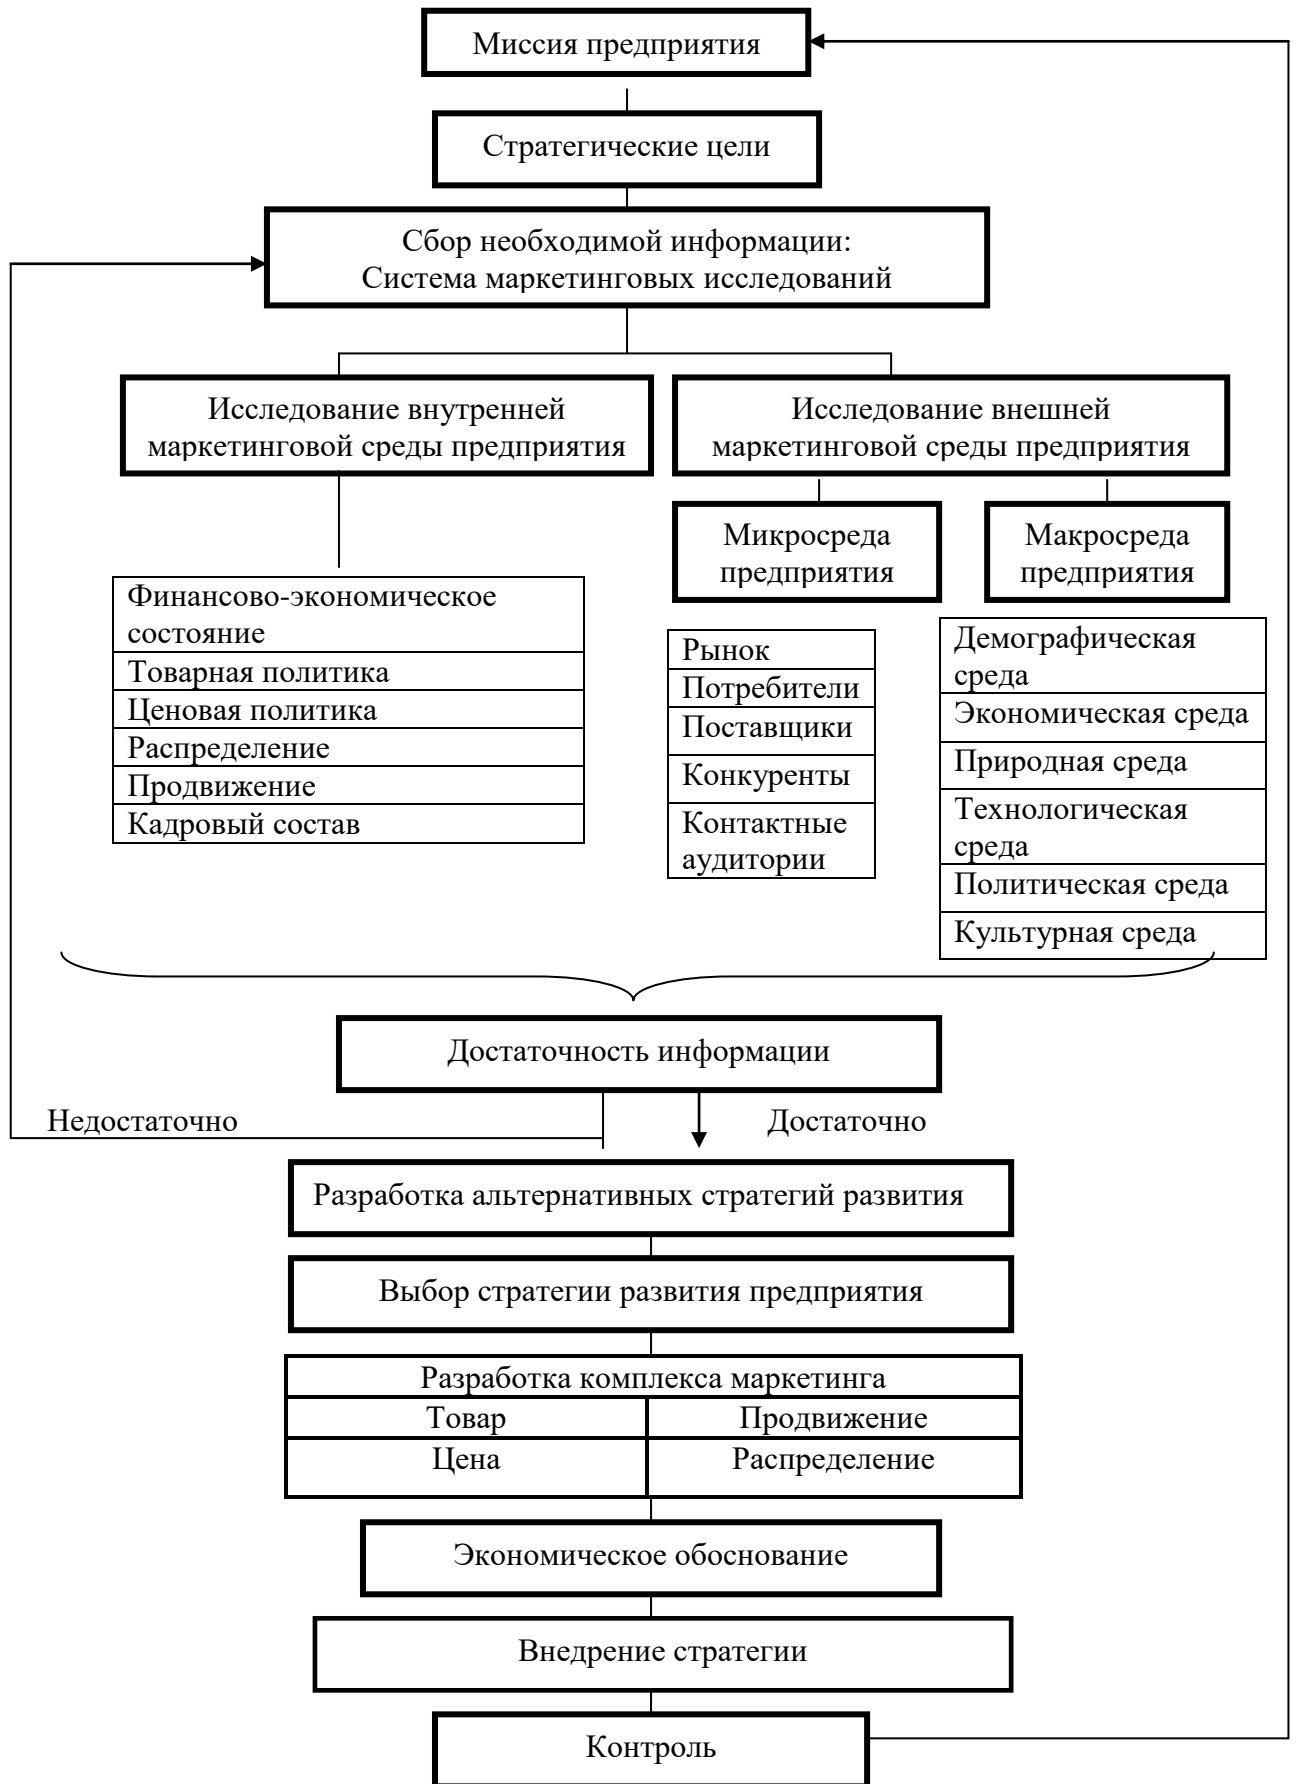 Миссия предприятия
Стратегические цели
Сбор необходимой информации:
Система маркетинговых исследований
Исследование внутренней
маркетинговой среды предприятия
Исследование внешней
маркетинговой среды предприятия
Микросреда
предприятия
Макросреда
предприятия
Финансово-экономическое
состояние
Товарная политика
Ценовая политика
Распределение
Продвижение
Кадровый состав
Рынок
Потребители
Поставщики
Конкуренты
Контактные
аудитории
Демографическая
среда
Экономическая среда
Природная среда
Технологическая
среда
Политическая среда
Культурная среда
Достаточность информации
Недостаточно
Достаточно
Разработка альтернативных стратегий развития
Выбор стратегии развития предприятия
Разработка комплекса маркетинга
Товар
Продвижение
Цена
Распределение
Экономическое обоснование
Внедрение стратегии
Контроль